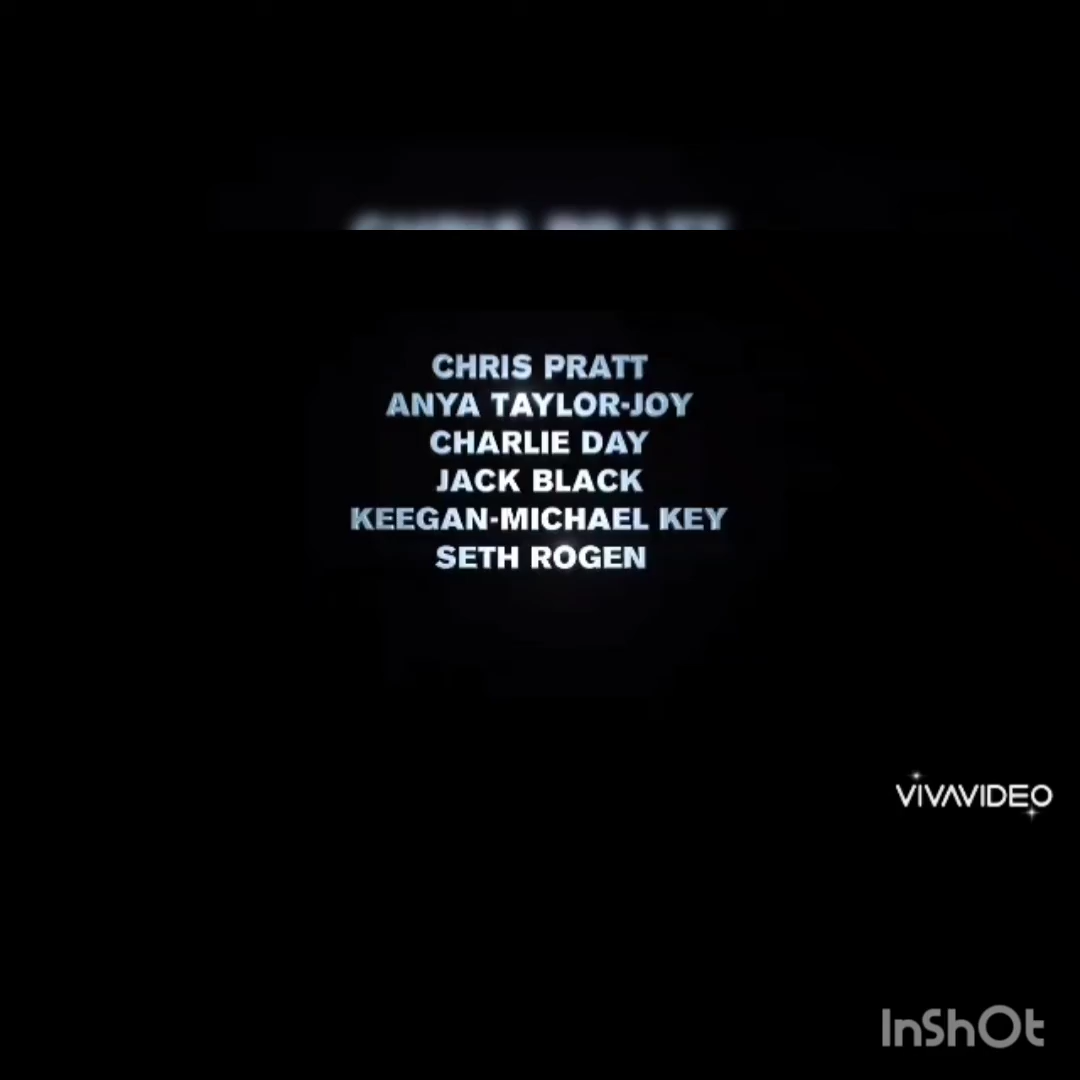 CHRIS PRATT
ANYA TAYLOR-JOY
CHARLIE DAY
JACK BLACK
KEEGAN-MICHAEL KEY
SETH ROGEN
VIVAVIDEO
InShOt